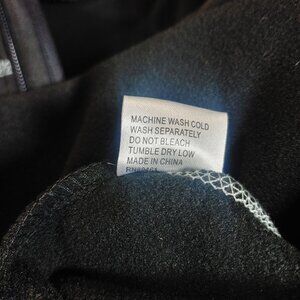 MACHINE WASH COLD
WASH SEPARATELY
DO NOT BLEACH
TUMBLE DRY LOW
MADE IN CHINA